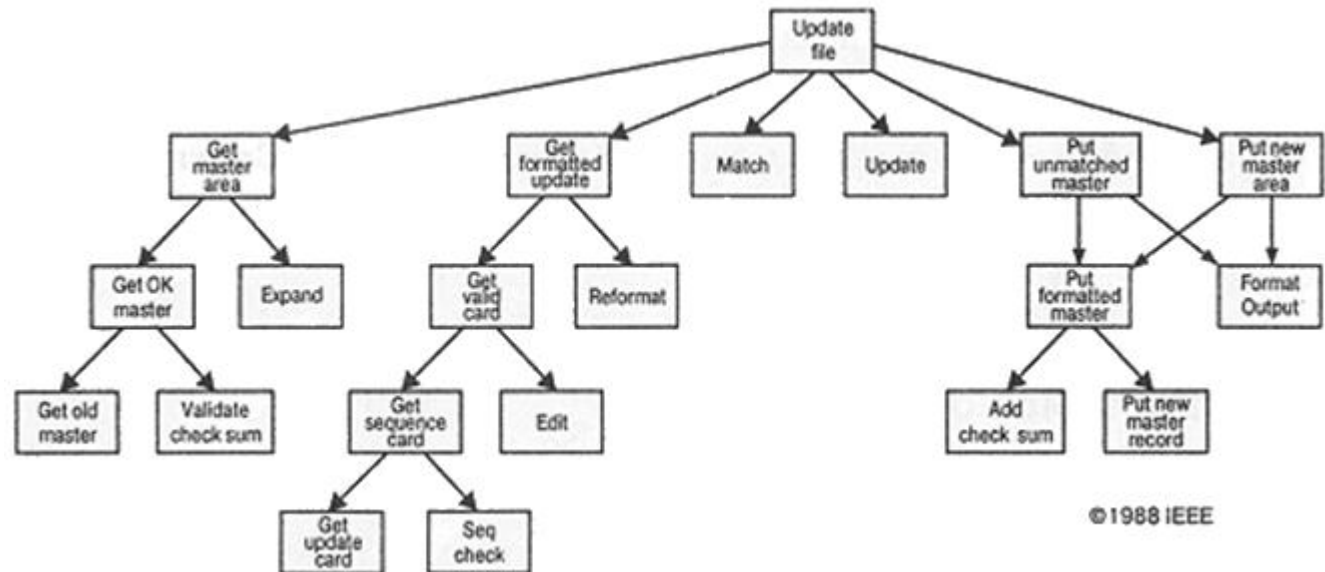 Update
file
Get
master
area
Get
formatted
update
Match
Update
Put
unmatched
master
Put new
master
area
Get OK
master
Expand
Get
valid
card
Reformat
Put
formatted
master
Format
Output
Get old
master
Validate
check sum
Get
sequence
card
Edit
Add
check sum
Put new
master
record
Get
update
card
Seq
check
©1988 IEEE